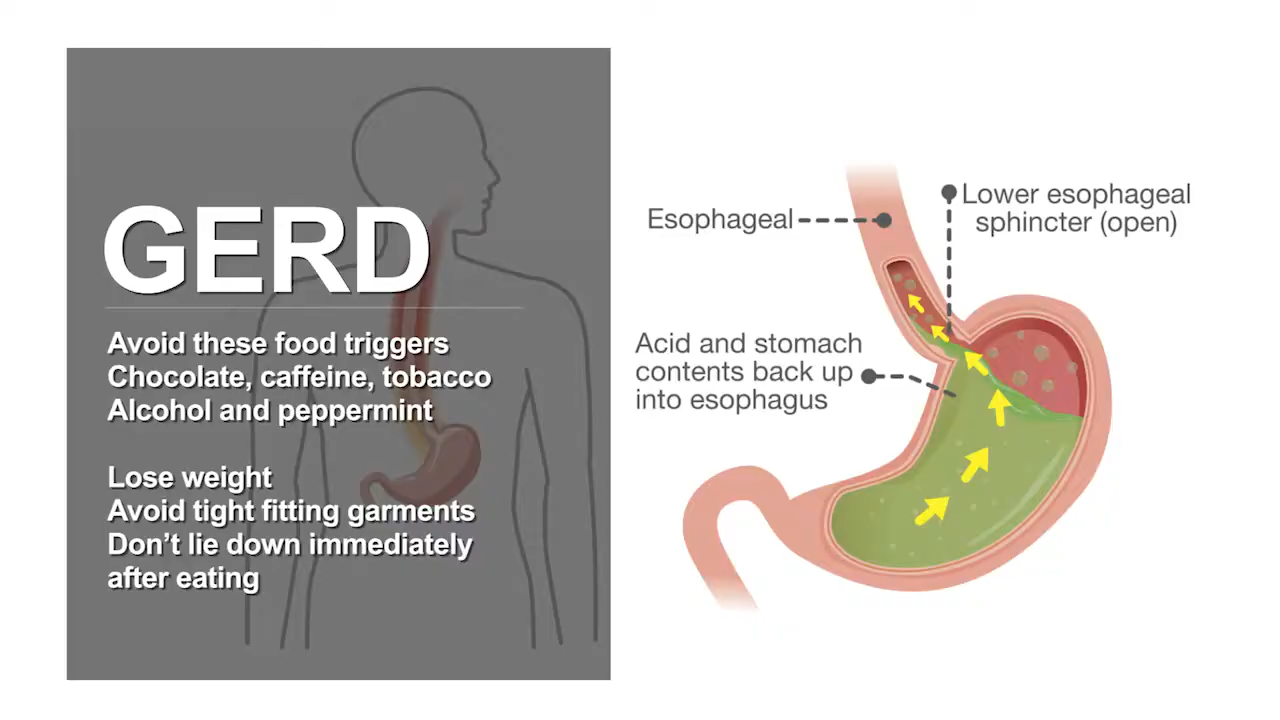 GERD
Avoid these food triggers
Chocolate, caffeine, tobacco
Alcohol and peppermint
Lose weight
Avoid tight fitting garments
Don’t lie down immediately
after eating
Esophageal
Lower esophageal
sphincter (open)
Acid and stomach
contents back up
into esophagus